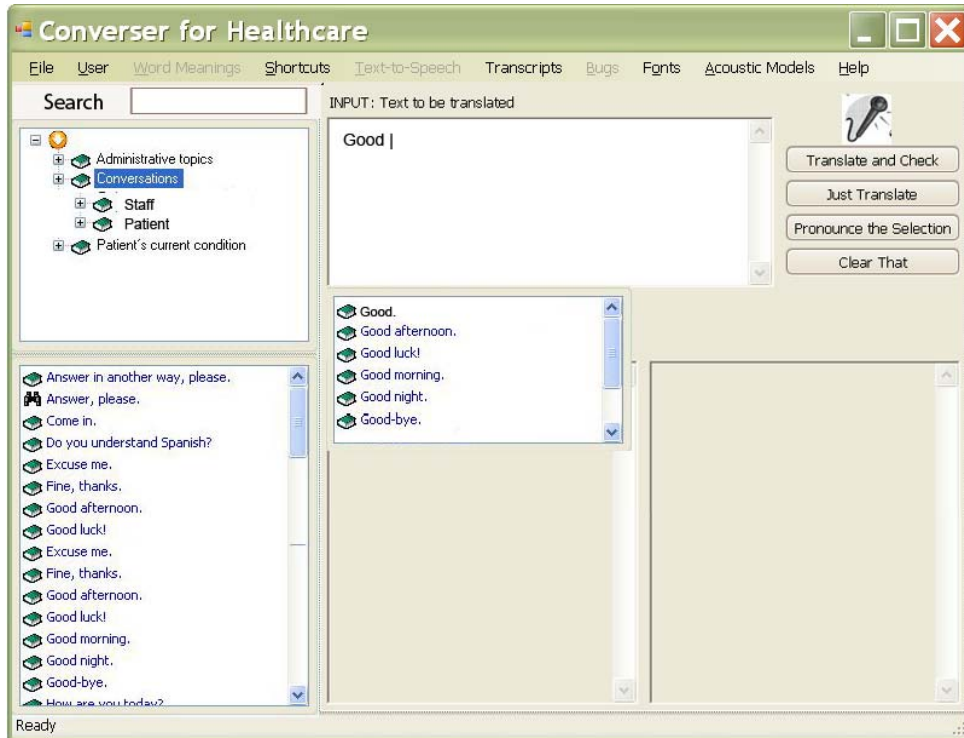 Converser for Healthcare
File User Word Meanings Shortcuts Text-to-Speech Transcripts Bugs Fonts Acoustic Models Help
Search
Administrative topics
Conversations
Staff
Patient
Patient´s current condition
INPUT: Text to be translated
Good
Translate and Check
Just Translate
Pronounce the Selection
Clear That
Good.
Good afternoon.
Good luck!
Good morning.
Good night.
Good-bye.
Answer in another way, please.
Answer, please.
Come in.
Do you understand Spanish?
Excuse me.
Fine, thanks.
Good afternoon.
Good luck!
Excuse me.
Fine, thanks.
Good afternoon.
Good luck!
Good morning.
Good night.
Good-bye.
How are you today?
Ready